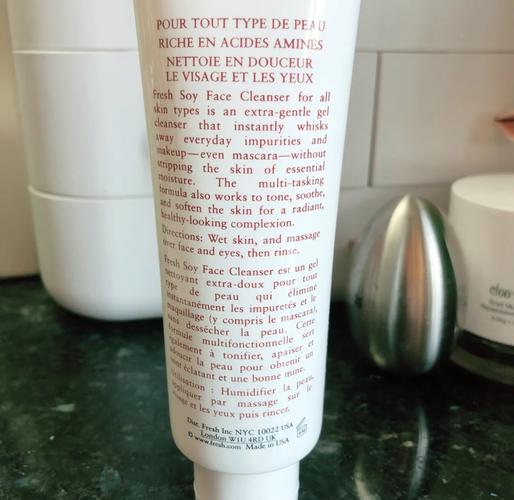 POUR TOUT TYPE DE PEAU
RICHE EN ACIDES AMINÉS
NETTOIE EN DOUCEUR
LE VISAGE ET LES YEUX
Fresh Soy Face Cleanser for all
skin types is an extra-gentle gel
cleanser that instantly whisks
away everyday impurities and
makeup—even mascara—without
stripping the skin of essential
moisture. The multi-tasking
formula also works to tone, soothe,
and soften the skin for a radiant,
healthy-looking complexion.
Directions: Wet skin, and massage
over face and eyes, then rinse.
Fresh Soy Face Cleanser est un gel
nettoyant extra-doux pour tout
type de peau qui élimine
instantanément les impuretés et le
maquillage (y compris le mascara),
sans dessécher la peau. Cette
formule multifonctionnelle sert
également à tonifier, apaiser et
adoucir la peau pour obtenir un
teint éclatant et une bonne mine.
Utilisation : Humidifier la peau,
appliquer par massage sur le
visage et les yeux puis rincer.
Dist. Fresh Inc NYC 10022 USA
London W1U 4RD UK
© www.fresh.com Made in USA